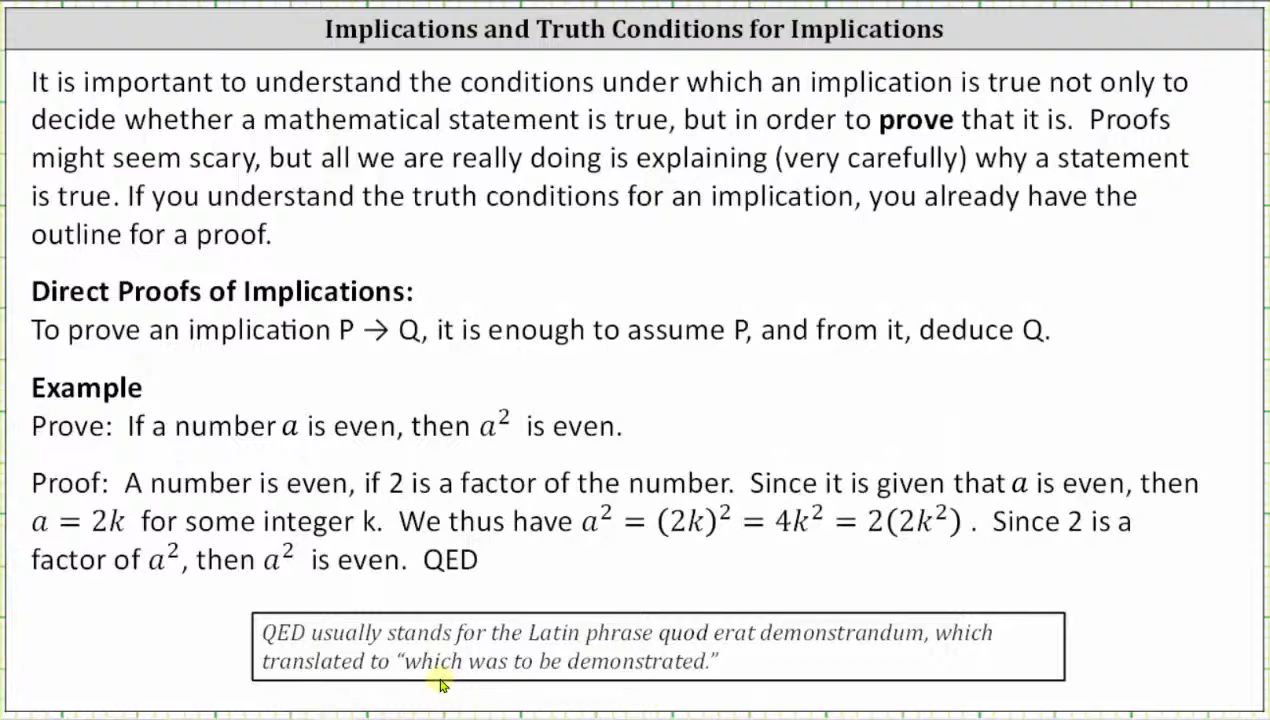 Implications and Truth Conditions for Implications
It is important to understand the conditions under which an implication is true not only to
decide whether a mathematical statement is true, but in order to prove that it is.  Proofs
might seem scary, but all we are really doing is explaining (very carefully) why a statement
is true. If you understand the truth conditions for an implication, you already have the
outline for a proof.
Direct Proofs of Implications:
To prove an implication P → Q, it is enough to assume P, and from it, deduce Q.
Example
Prove:  If a number a is even, then a² is even.
Proof:  A number is even, if 2 is a factor of the number.  Since it is given that a is even, then
a = 2k for some integer k.  We thus have a² = (2k)² = 4k² = 2(2k²) .  Since 2 is a
factor of a², then a² is even.  QED
QED usually stands for the Latin phrase quod erat demonstrandum, which
translated to “which was to be demonstrated.”